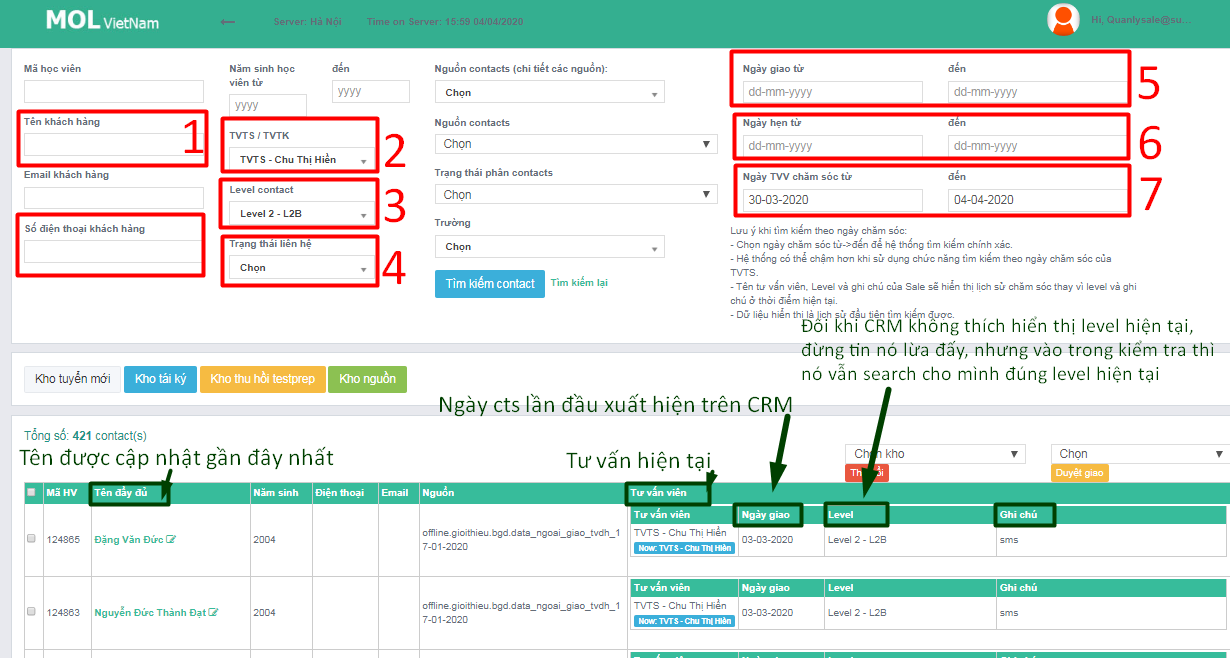 MOL VietNam
←
Server: Hà Nội
Time on Server: 15:59 04/04/2020
Hi, Quanlysale@su...
Mã học viên
Năm sinh học viên từ
yyyy
đến
yyyy
Nguồn contacts (chi tiết các nguồn):
Chọn
Ngày giao từ
dd-mm-yyyy
đến
dd-mm-yyyy
5
Tên khách hàng
1
TVTS / TVTK
TVTS - Chu Thị Hiền
2
Nguồn contacts
Chọn
Ngày hẹn từ
dd-mm-yyyy
đến
dd-mm-yyyy
6
Email khách hàng
Level contact
Level 2 - L2B
3
Trạng thái phân contacts
Chọn
Ngày TVV chăm sóc từ
30-03-2020
đến
04-04-2020
7
Số điện thoại khách hàng
Trạng thái liên hệ
Chọn
4
Trường
Chọn
Tìm kiếm contact
Tìm kiếm lại
Lưu ý khi tìm kiếm theo ngày chăm sóc:
- Chọn ngày chăm sóc từ->đến để hệ thống tìm kiếm chính xác.
- Hệ thống có thể chậm hơn khi sử dụng chức năng tìm kiếm theo ngày chăm sóc của
TVTS.
- Tên tư vấn viên, Level và ghi chú của Sale sẽ hiển thị lịch sử chăm sóc thay vì level và ghi
chú ở thời điểm hiện tại.
- Dữ liệu hiển thị là lịch sử đầu tiên tìm kiếm được.
Đôi khi CRM không thích hiển thị level hiện tại,
đừng tin nó lừa đấy, nhưng vào trong kiểm tra thì
nó vẫn search cho mình đúng level hiện tại
Kho tuyển mới
Kho tái ký
Kho thu hồi testprep
Kho nguồn
Ngày cts lần đầu xuất hiện trên CRM
Tổng số: 421 contact(s)
Tên được cập nhật gần đây nhất
Tư vấn hiện tại
Chọn kho
Chọn
Duyệt giao
Mã HV
Tên đầy đủ
Năm sinh
Điện thoại
Email
Nguồn
Tư vấn viên
Tư vấn viên
Ngày giao
Level
Ghi chú
124865
Đặng Văn Đức
2004
offline.gioithieu.bgd.data_ngoai_giao_tvdh_1
7-01-2020
TVTS - Chu Thị Hiền
Now: TVTS - Chu Thị Hiền
03-03-2020
Level 2 - L2B
sms
Tư vấn viên
Ngày giao
Level
Ghi chú
124863
Nguyễn Đức Thành Đạt
2004
offline.gioithieu.bgd.data_ngoai_giao_tvdh_1
7-01-2020
TVTS - Chu Thị Hiền
Now: TVTS - Chu Thị Hiền
03-03-2020
Level 2 - L2B
sms